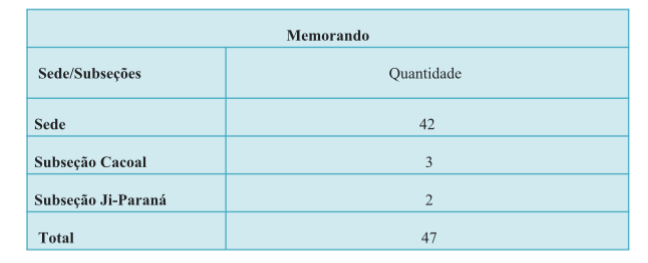 Memorando
Sede/Subseções Quantidade
Sede 42
Subseção Cacoal 3
Subseção Ji-Paraná 2
Total 47